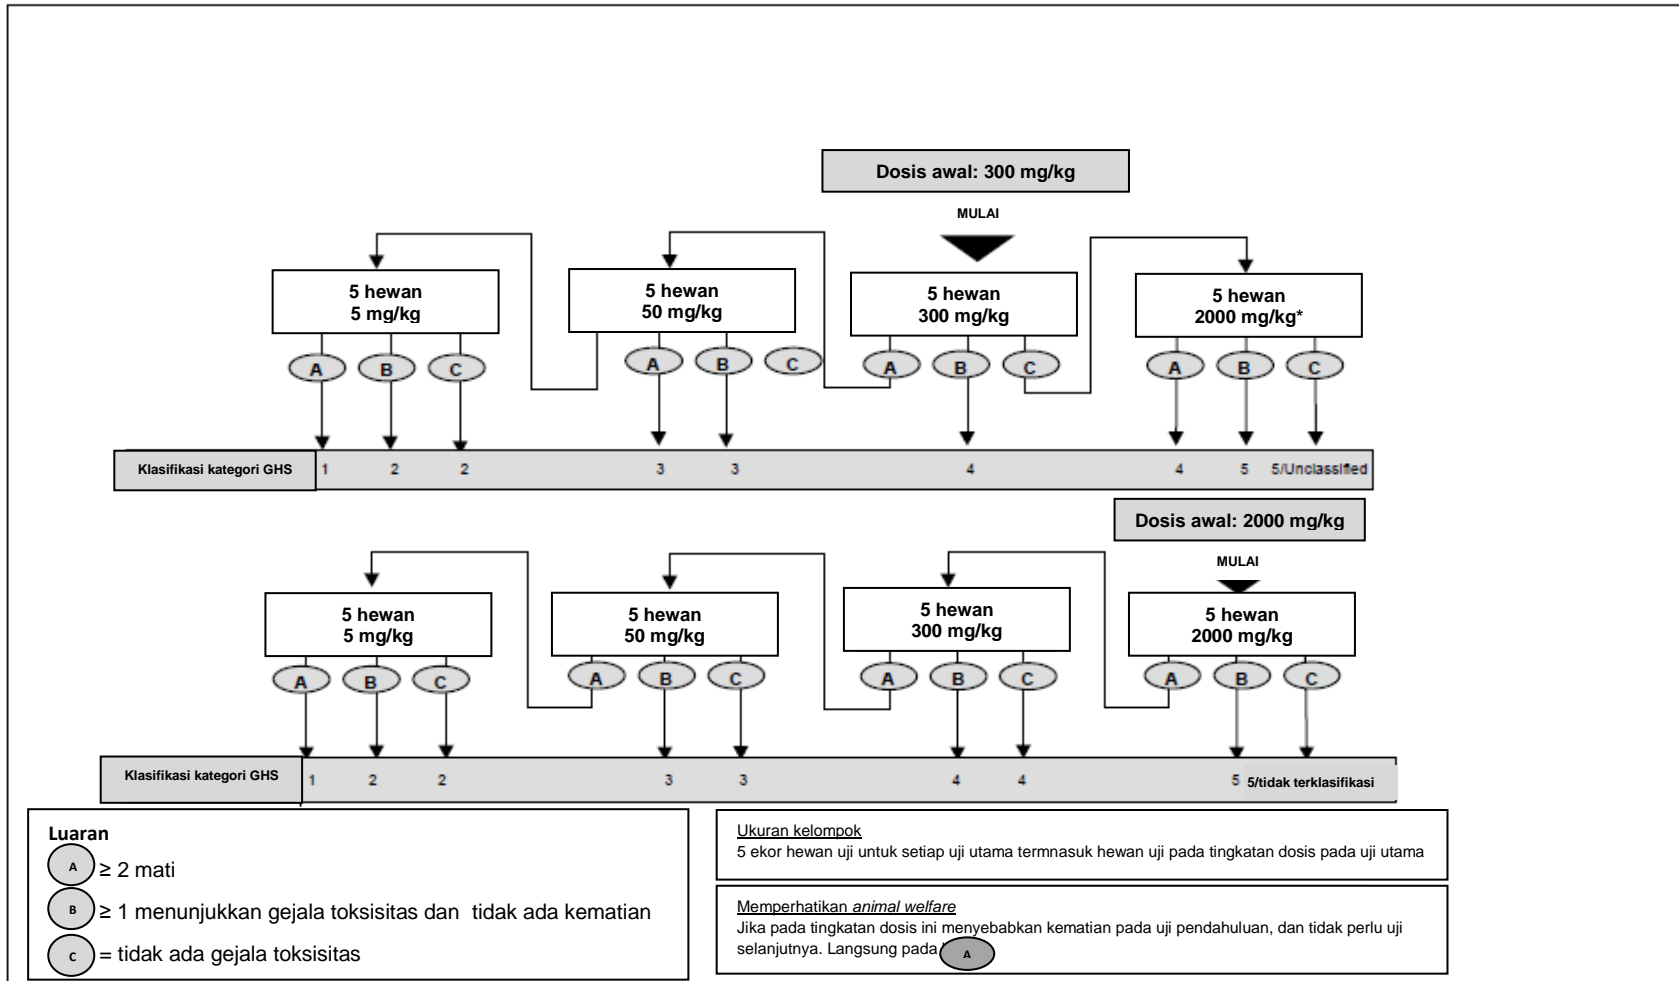 Dosis awal: 300 mg/kg
MULAI
5 hewan
5 mg/kg
5 hewan
50 mg/kg
5 hewan
300 mg/kg
5 hewan
2000 mg/kg*
A B C A B C A B C A B C
Klasifikasi kategori GHS 1 2 2 3 3 4 4 5 5/Unclassified
Dosis awal: 2000 mg/kg
MULAI
5 hewan
5 mg/kg
5 hewan
50 mg/kg
5 hewan
300 mg/kg
5 hewan
2000 mg/kg
A B C A B C A B C A B C
Klasifikasi kategori GHS 1 2 2 3 3 4 4 5 5/tidak terklasifikasi
Luaran
A ≥ 2 mati
B ≥ 1 menunjukkan gejala toksisitas dan tidak ada kematian
C = tidak ada gejala toksisitas
Ukuran kelompok
5 ekor hewan uji untuk setiap uji utama termnasuk hewan uji pada tingkatan dosis pada uji utama
Memperhatikan animal welfare
Jika pada tingkatan dosis ini menyebabkan kematian pada uji pendahuluan, dan tidak perlu uji
selanjutnya. Langsung pada A